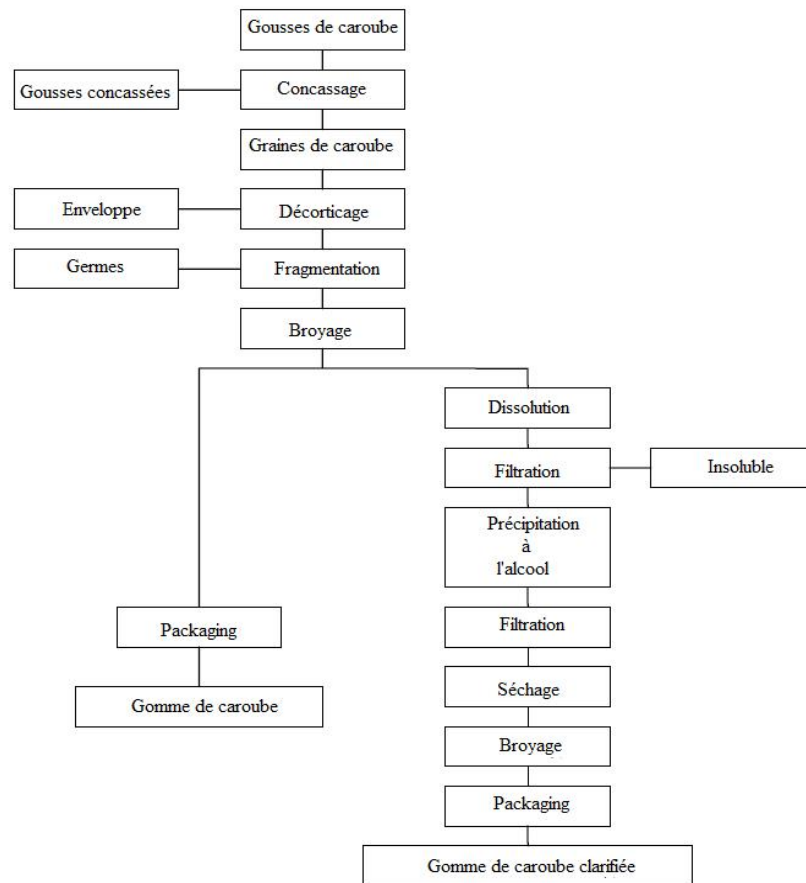 Gousses de caroube
Gousses concassées
Concassage
Graines de caroube
Enveloppe
Décorticage
Germes
Fragmentation
Broyage
Dissolution
Filtration
Insoluble
Précipitation
à
l'alcool
Packaging
Filtration
Gomme de caroube
Séchage
Broyage
Packaging
Gomme de caroube clarifiée